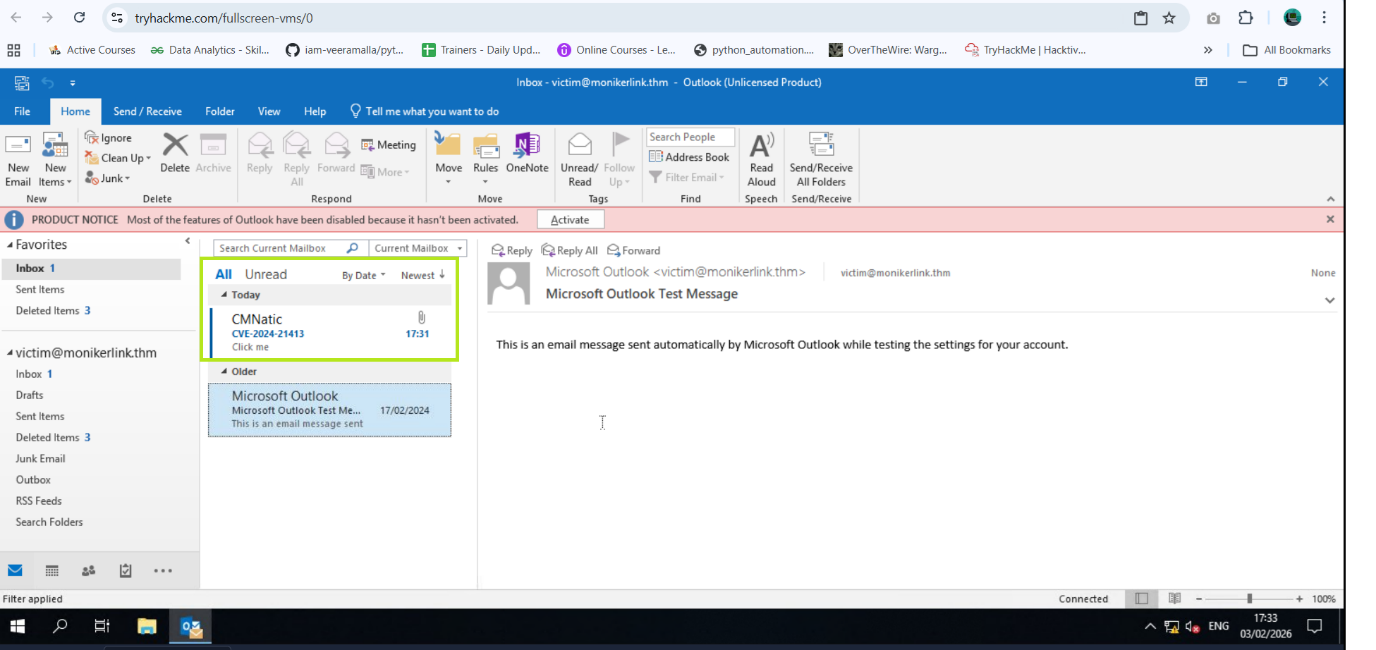 tryhackme.com/fullscreen-vms/0
Active Courses Data Analytics - Skil... iam-veeramalla/pyt... Trainers - Daily Upd... Online Courses - Le... python_automation.... OverTheWire: Warg... TryHackMe | Hacktiv... » All Bookmarks
Inbox - victim@monikerlink.thm - Outlook (Unlicensed Product)
File Home Send / Receive Folder View Help Tell me what you want to do
New Email
New Items
New
Ignore
Clean Up
Junk
Delete
Archive
Delete
Reply
Reply All
Forward
Meeting
More
Respond
Move
Rules
OneNote
Move
Unread/ Read
Follow Up
Tags
Search People
Address Book
Filter Email
Find
Read Aloud
Speech
Send/Receive All Folders
Send/Receive
PRODUCT NOTICE Most of the features of Outlook have been disabled because it hasn't been activated. Activate
Favorites
Inbox 1
Sent Items
Deleted Items 3
victim@monikerlink.thm
Inbox 1
Drafts
Sent Items
Deleted Items 3
Junk Email
Outbox
RSS Feeds
Search Folders
Search Current Mailbox Current Mailbox
All Unread By Date Newest ↓
Today
CMNatic
CVE-2024-21413 17:31
Click me
Older
Microsoft Outlook
Microsoft Outlook Test Me... 17/02/2024
This is an email message sent
Reply Reply All Forward
Microsoft Outlook <victim@monikerlink.thm> victim@monikerlink.thm None
Microsoft Outlook Test Message
This is an email message sent automatically by Microsoft Outlook while testing the settings for your account.
Filter applied Connected 100%
ENG 17:33
03/02/2026